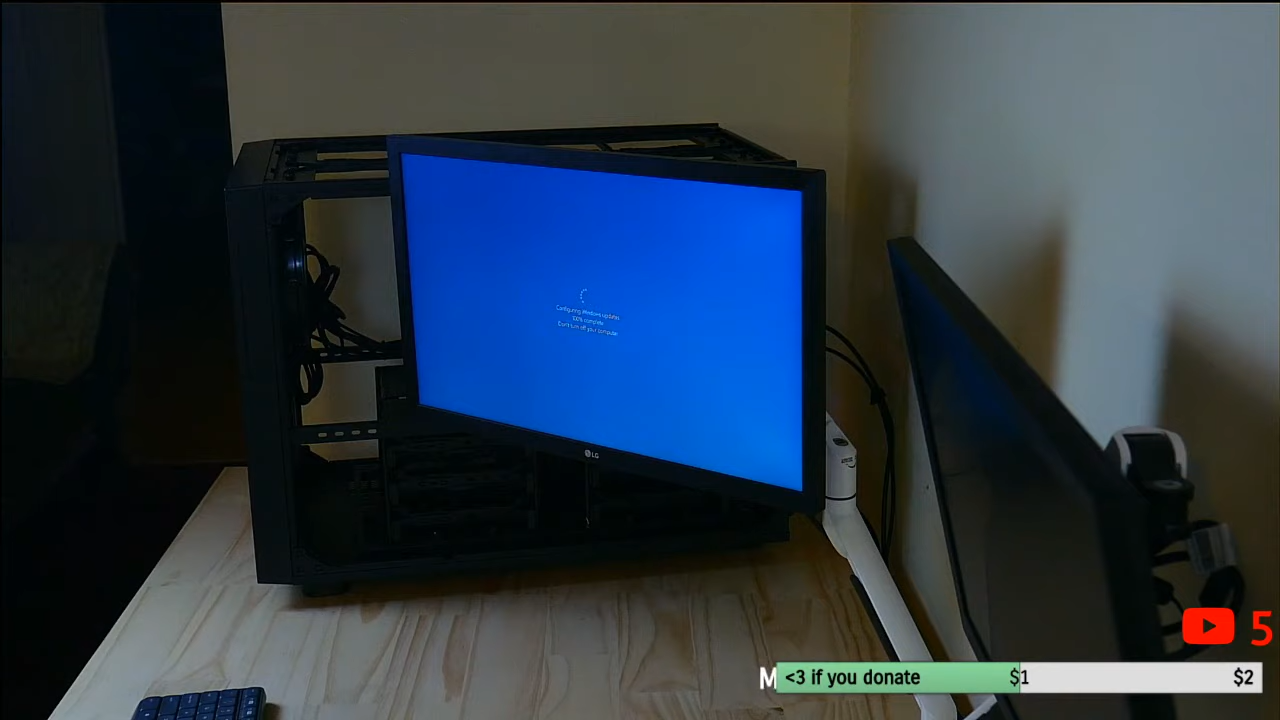 Configuring Windows updates
100% complete
Don't turn off your computer
LG
5
M
<3 if you donate $1 $2